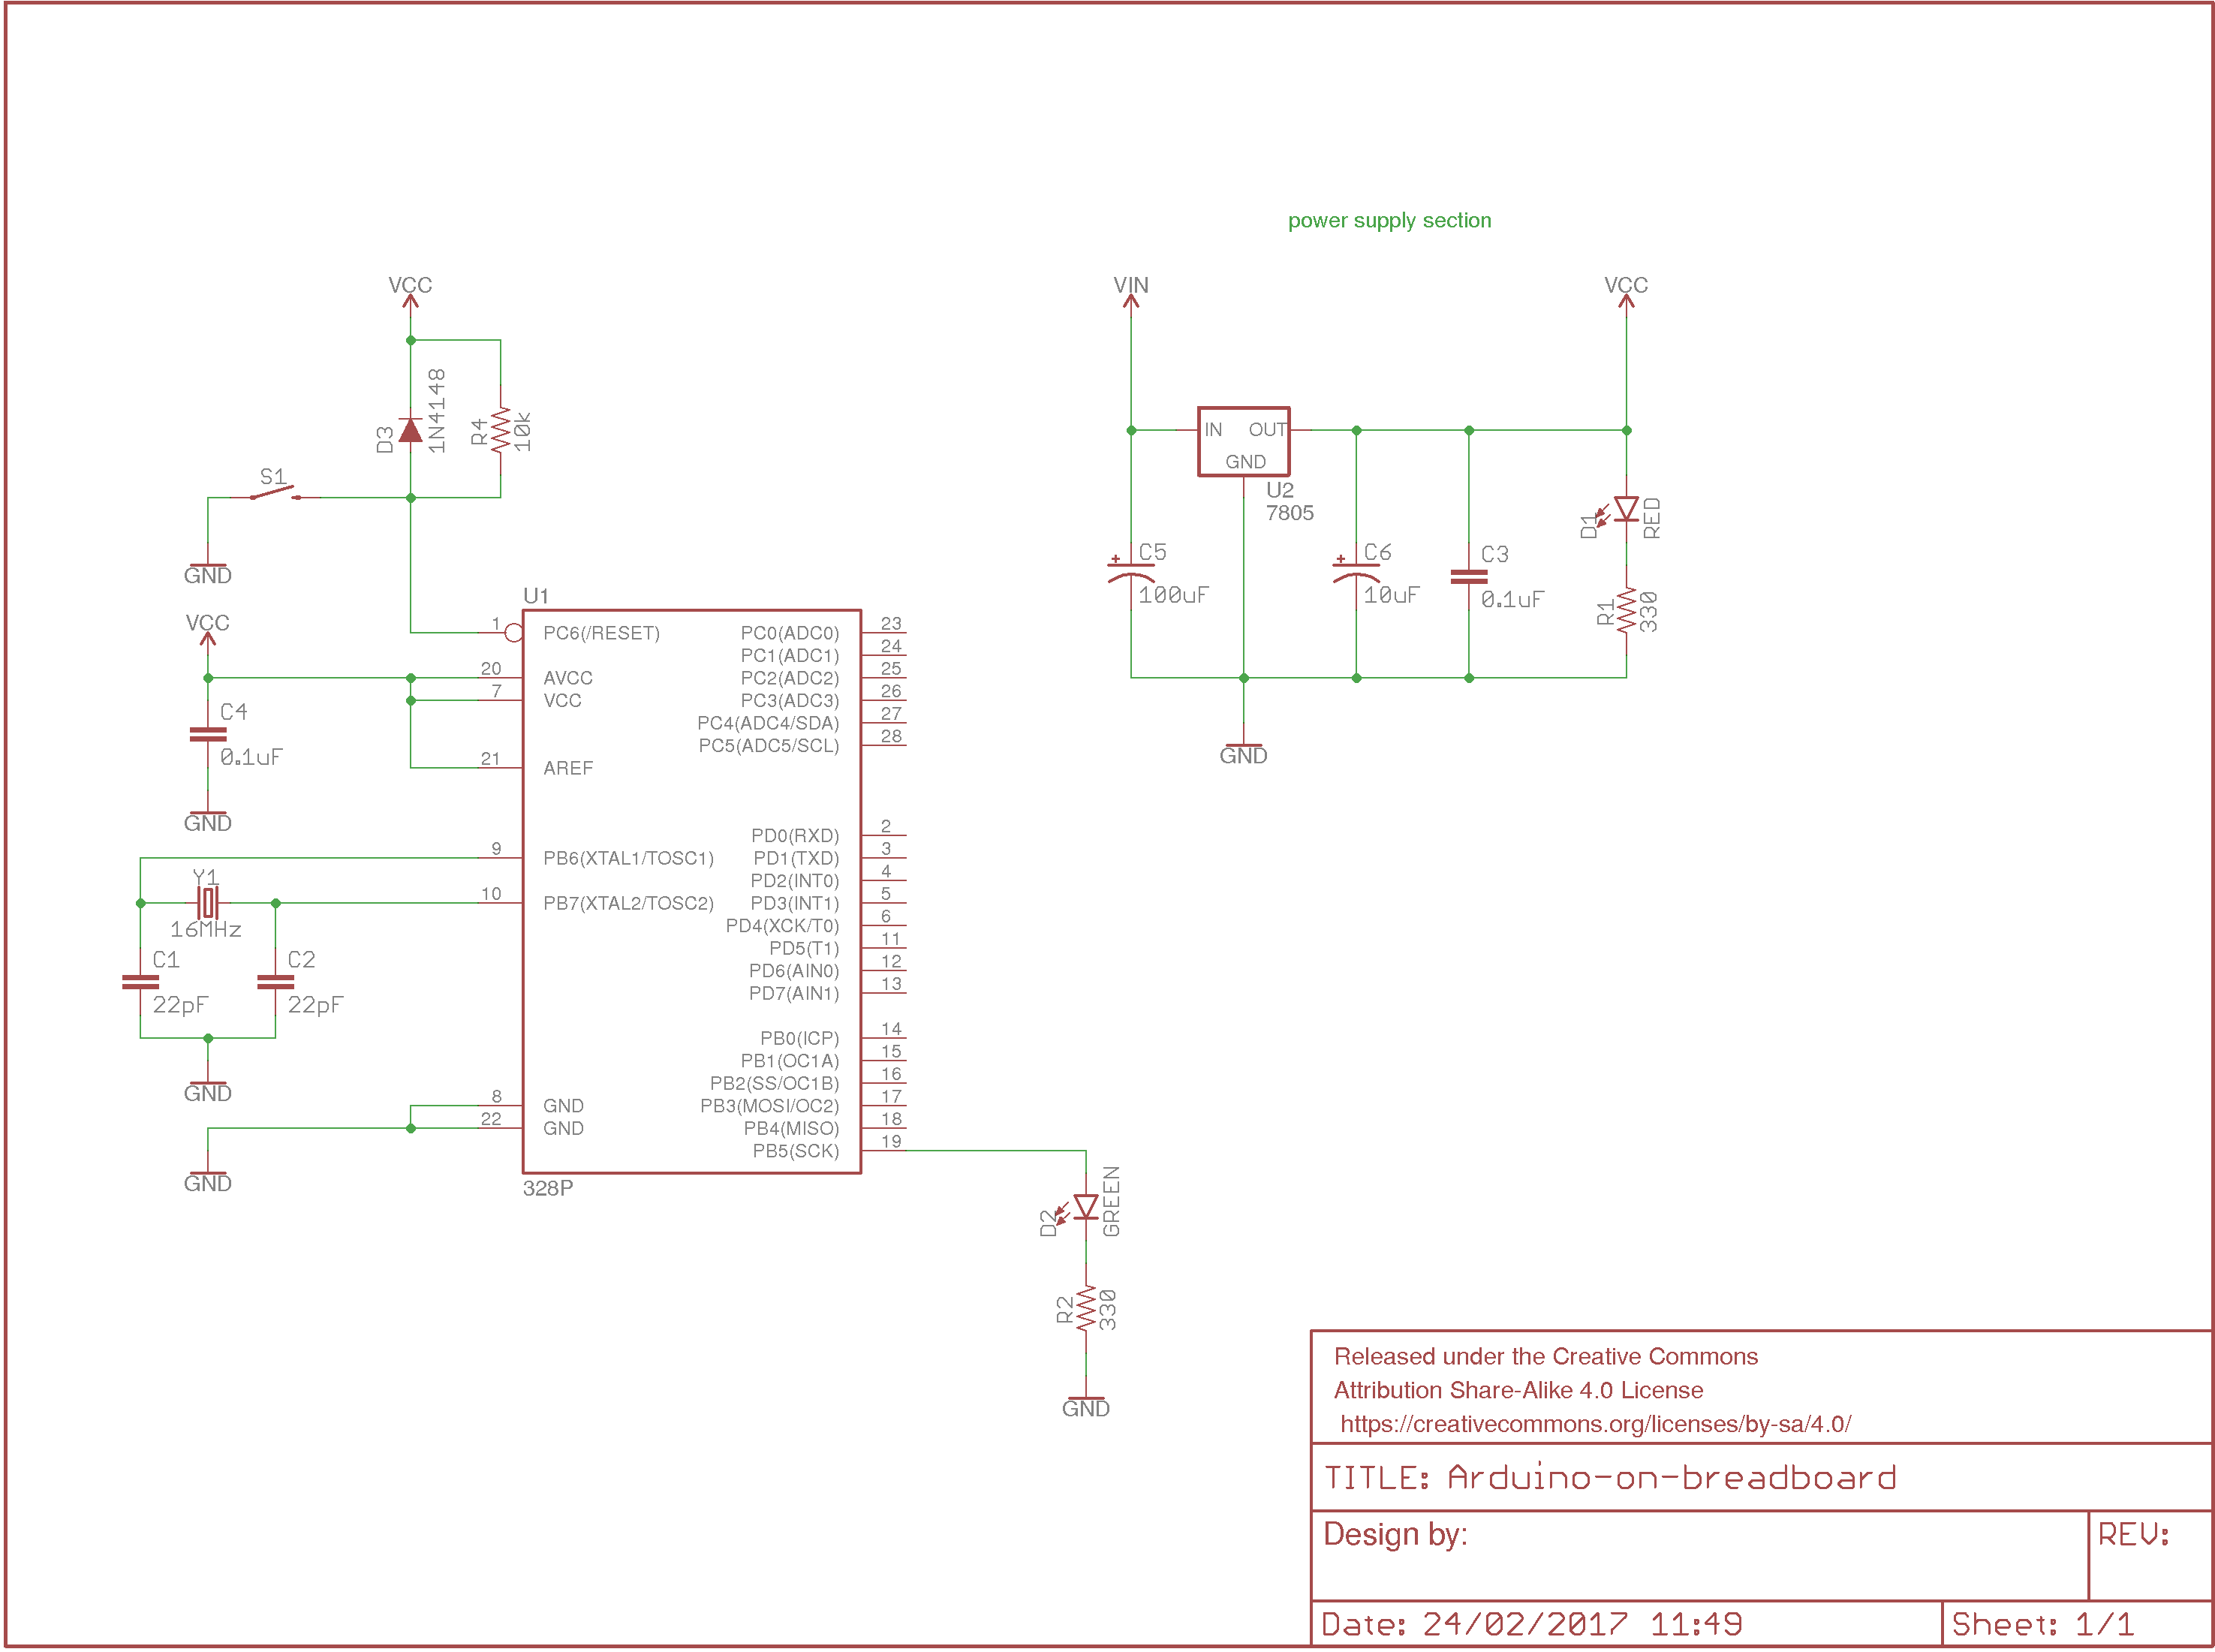 power supply section
VCC
VIN
VCC
D3
1N4148
R4
10k
S1
GND
IN
OUT
GND
U2
7805
C5
100uF
C6
10uF
C3
0.1uF
D1
RED
R1
330
GND
VCC
C4
0.1uF
GND
U1
1 PC6(/RESET)
20 AVCC
7 VCC
21 AREF
9 PB6(XTAL1/TOSC1)
10 PB7(XTAL2/TOSC2)
8 GND
22 GND
PC0(ADC0) 23
PC1(ADC1) 24
PC2(ADC2) 25
PC3(ADC3) 26
PC4(ADC4/SDA) 27
PC5(ADC5/SCL) 28
PD0(RXD) 2
PD1(TXD) 3
PD2(INT0) 4
PD3(INT1) 5
PD4(XCK/T0) 6
PD5(T1) 11
PD6(AIN0) 12
PD7(AIN1) 13
PB0(ICP) 14
PB1(OC1A) 15
PB2(SS/OC1B) 16
PB3(MOSI/OC2) 17
PB4(MISO) 18
PB5(SCK) 19
328P
Y1
16MHz
C1
22pF
C2
22pF
GND
GND
D2
GREEN
R2
330
GND
Released under the Creative Commons
Attribution Share-Alike 4.0 License
https://creativecommons.org/licenses/by-sa/4.0/
TITLE: Arduino-on-breadboard
Design by:
REV:
Date: 24/02/2017 11:49
Sheet: 1/1